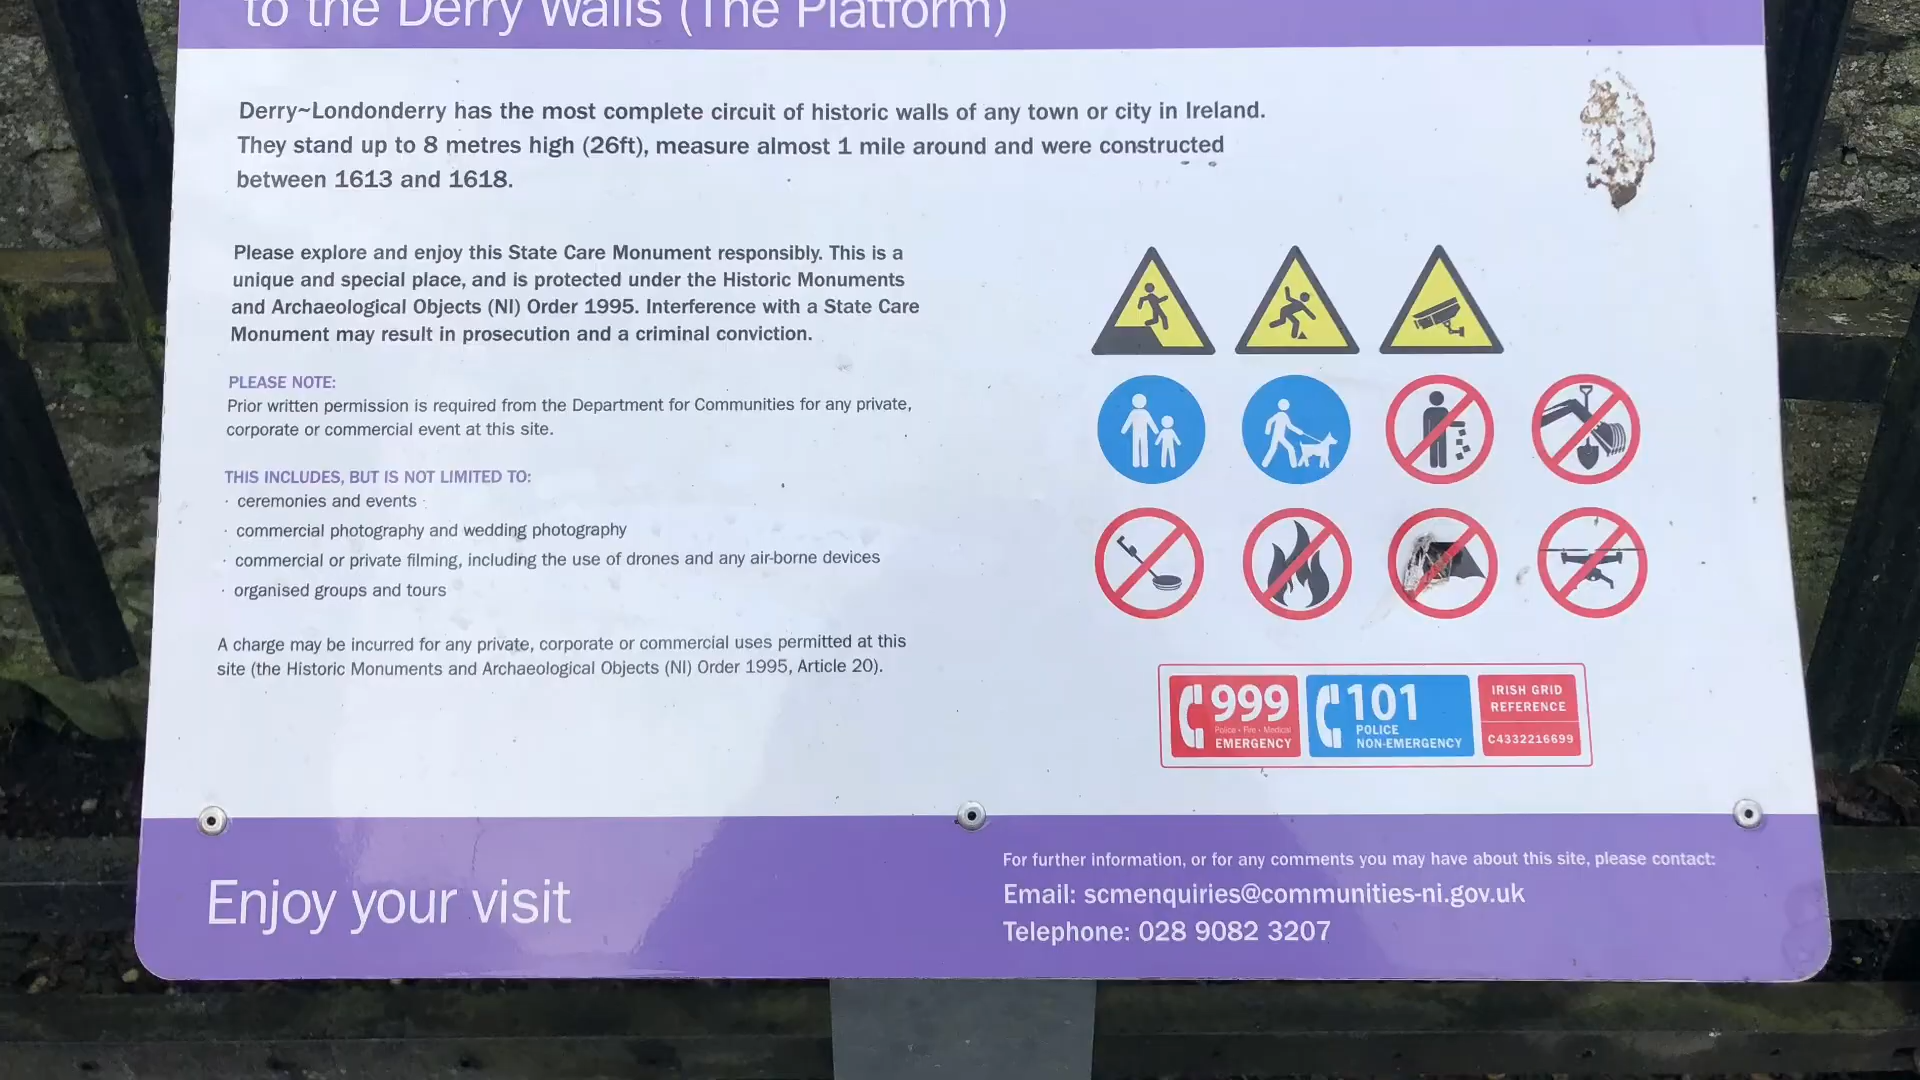 to the Derry Walls (The Platform)
Derry~Londonderry has the most complete circuit of historic walls of any town or city in Ireland.
They stand up to 8 metres high (26ft), measure almost 1 mile around and were constructed
between 1613 and 1618.
Please explore and enjoy this State Care Monument responsibly. This is a
unique and special place, and is protected under the Historic Monuments
and Archaeological Objects (NI) Order 1995. Interference with a State Care
Monument may result in prosecution and a criminal conviction.
PLEASE NOTE:
Prior written permission is required from the Department for Communities for any private,
corporate or commercial event at this site.
THIS INCLUDES, BUT IS NOT LIMITED TO:
· ceremonies and events
· commercial photography and wedding photography
· commercial or private filming, including the use of drones and any air-borne devices
· organised groups and tours
A charge may be incurred for any private, corporate or commercial uses permitted at this
site (the Historic Monuments and Archaeological Objects (NI) Order 1995, Article 20).
999
Police • Fire • Medical
EMERGENCY
101
POLICE
NON-EMERGENCY
IRISH GRID
REFERENCE
C4332216699
Enjoy your visit
For further information, or for any comments you may have about this site, please contact:
Email: scmenquiries@communities-ni.gov.uk
Telephone: 028 9082 3207